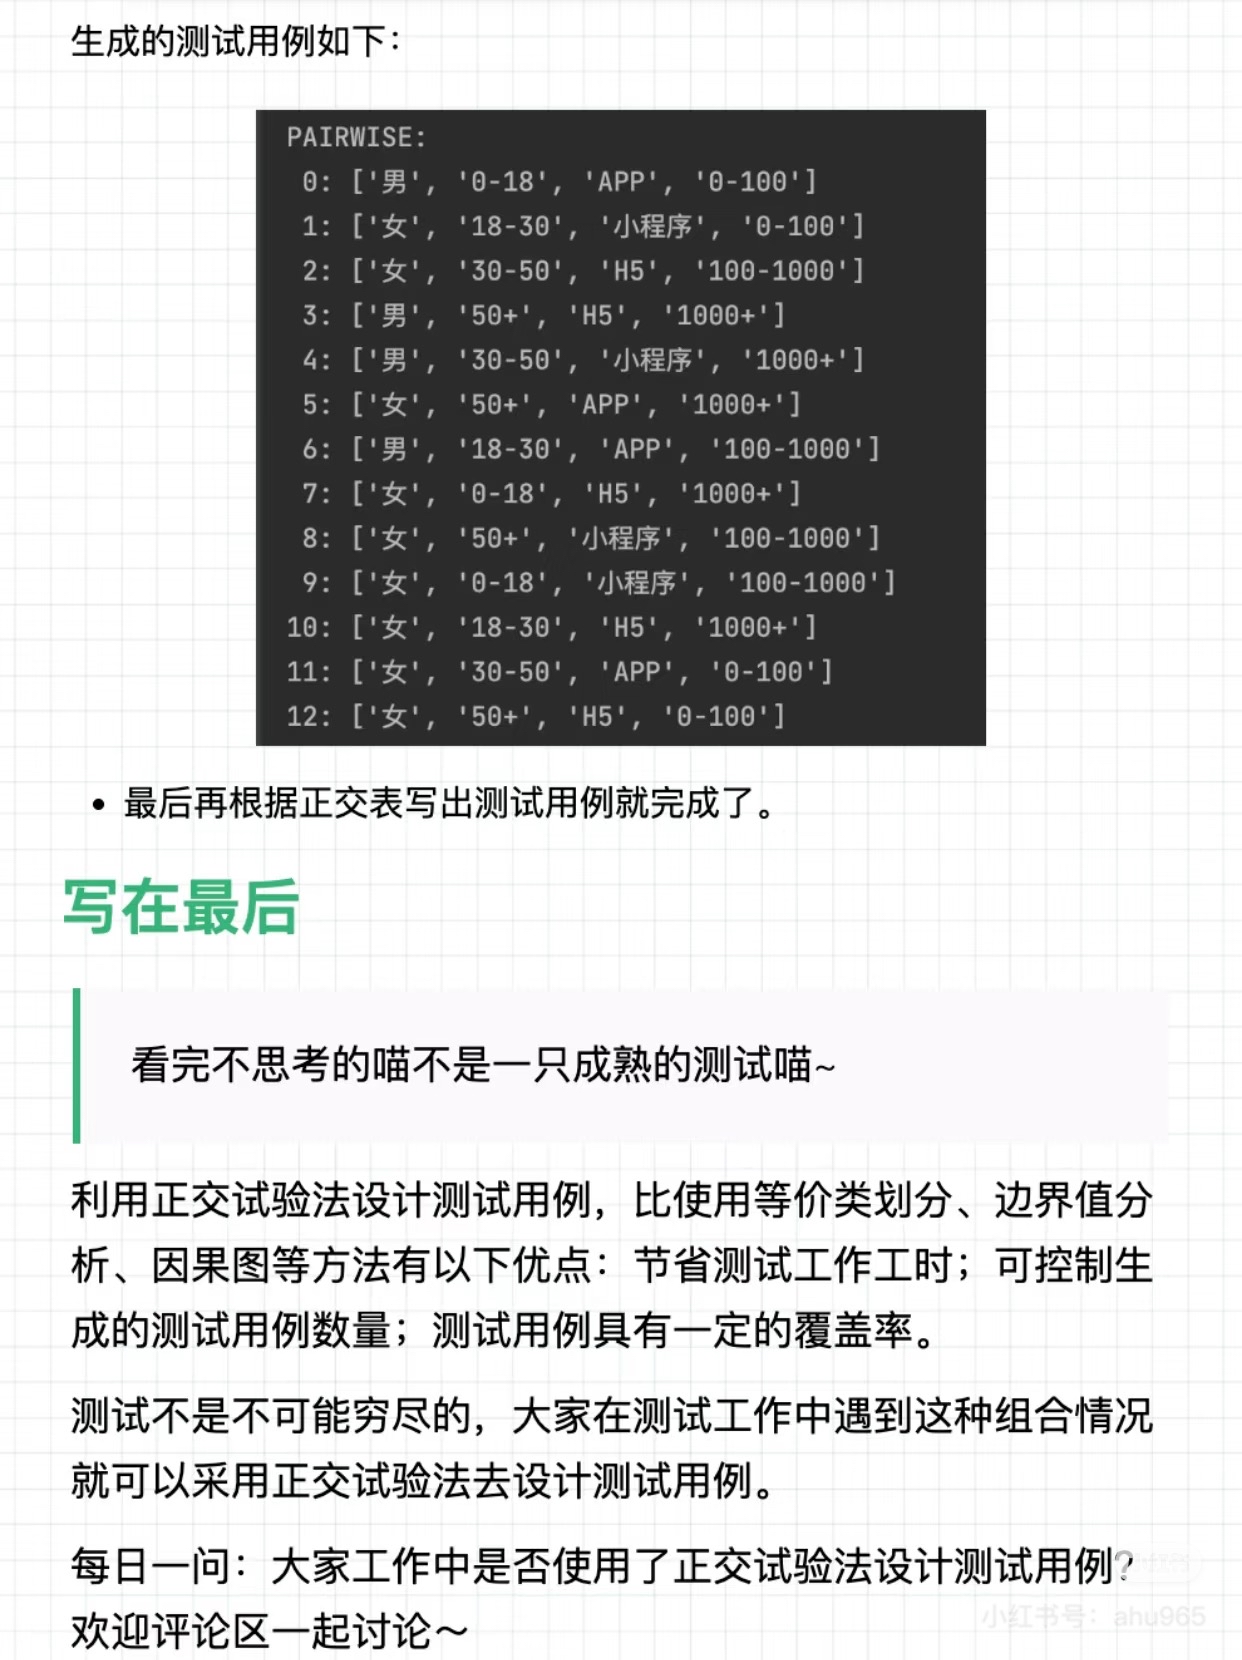 生成的测试用例如下：
PAIRWISE:
0: ['男', '0-18', 'APP', '0-100']
1: ['女', '18-30', '小程序', '0-100']
2: ['女', '30-50', 'H5', '100-1000']
3: ['男', '50+', 'H5', '1000+']
4: ['男', '30-50', '小程序', '1000+']
5: ['女', '50+', 'APP', '1000+']
6: ['男', '18-30', 'APP', '100-1000']
7: ['女', '0-18', 'H5', '1000+']
8: ['女', '50+', '小程序', '100-1000']
9: ['女', '0-18', '小程序', '100-1000']
10: ['女', '18-30', 'H5', '1000+']
11: ['女', '30-50', 'APP', '0-100']
12: ['女', '50+', 'H5', '0-100']
• 最后再根据正交表写出测试用例就完成了。
写在最后
看完不思考的喵不是一只成熟的测试喵~
利用正交试验法设计测试用例，比使用等价类划分、边界值分
析、因果图等方法有以下优点：节省测试工作工时；可控制生
成的测试用例数量；测试用例具有一定的覆盖率。
测试不是不可能穷尽的，大家在测试工作中遇到这种组合情况
就可以采用正交试验法去设计测试用例。
每日一问：大家工作中是否使用了正交试验法设计测试用例？
欢迎评论区一起讨论～
小红书号：ahu965